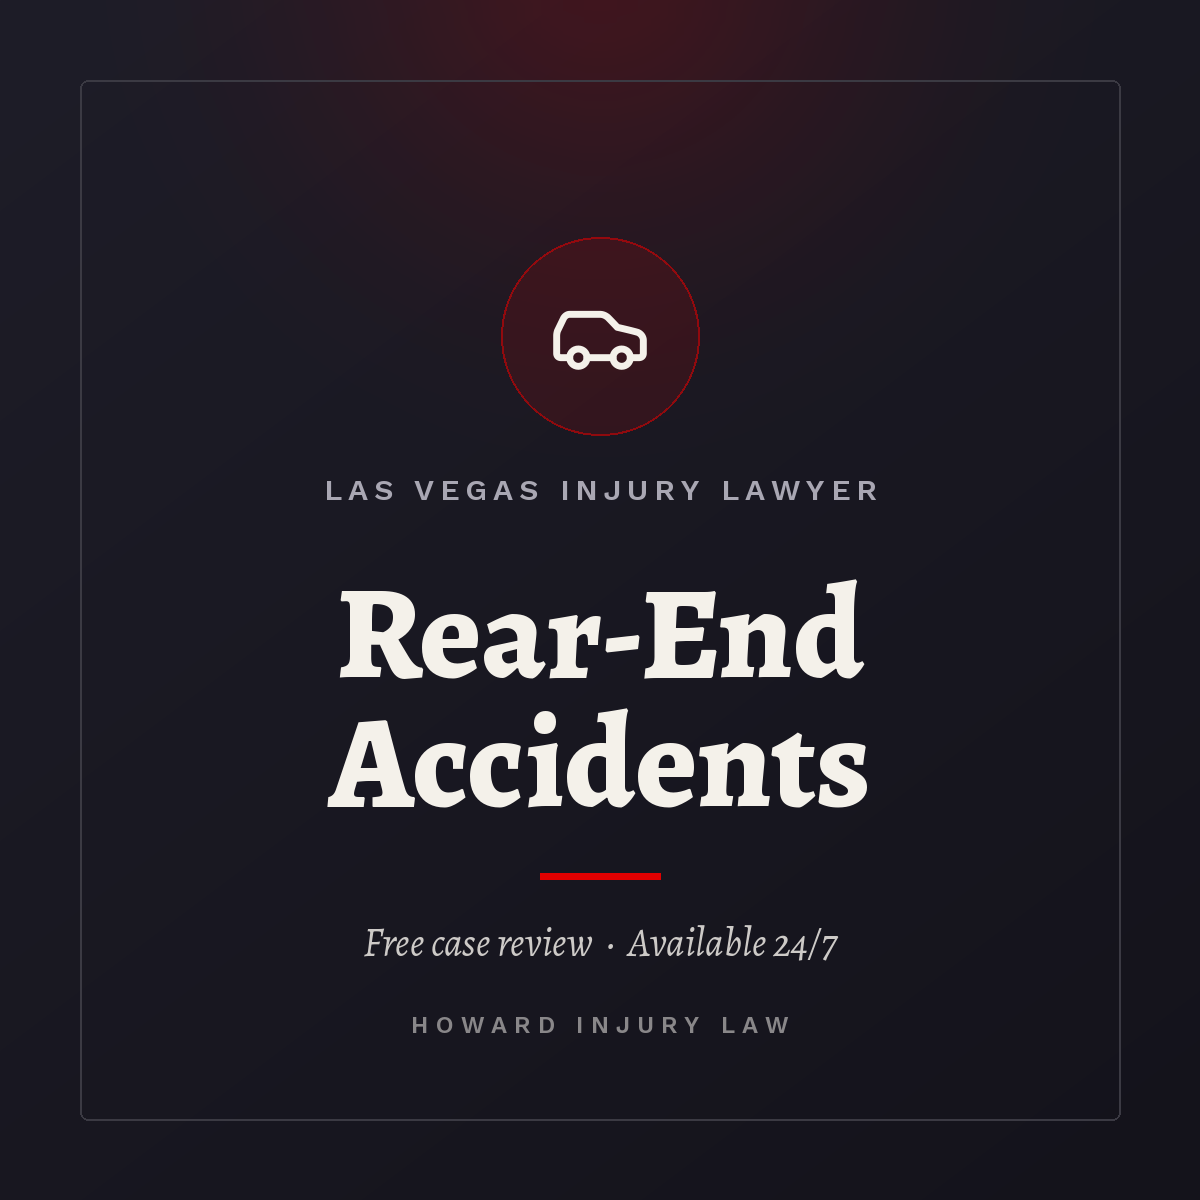 LAS VEGAS INJURY LAWYER
Rear-End
Accidents
Free case review · Available 24/7
HOWARD INJURY LAW